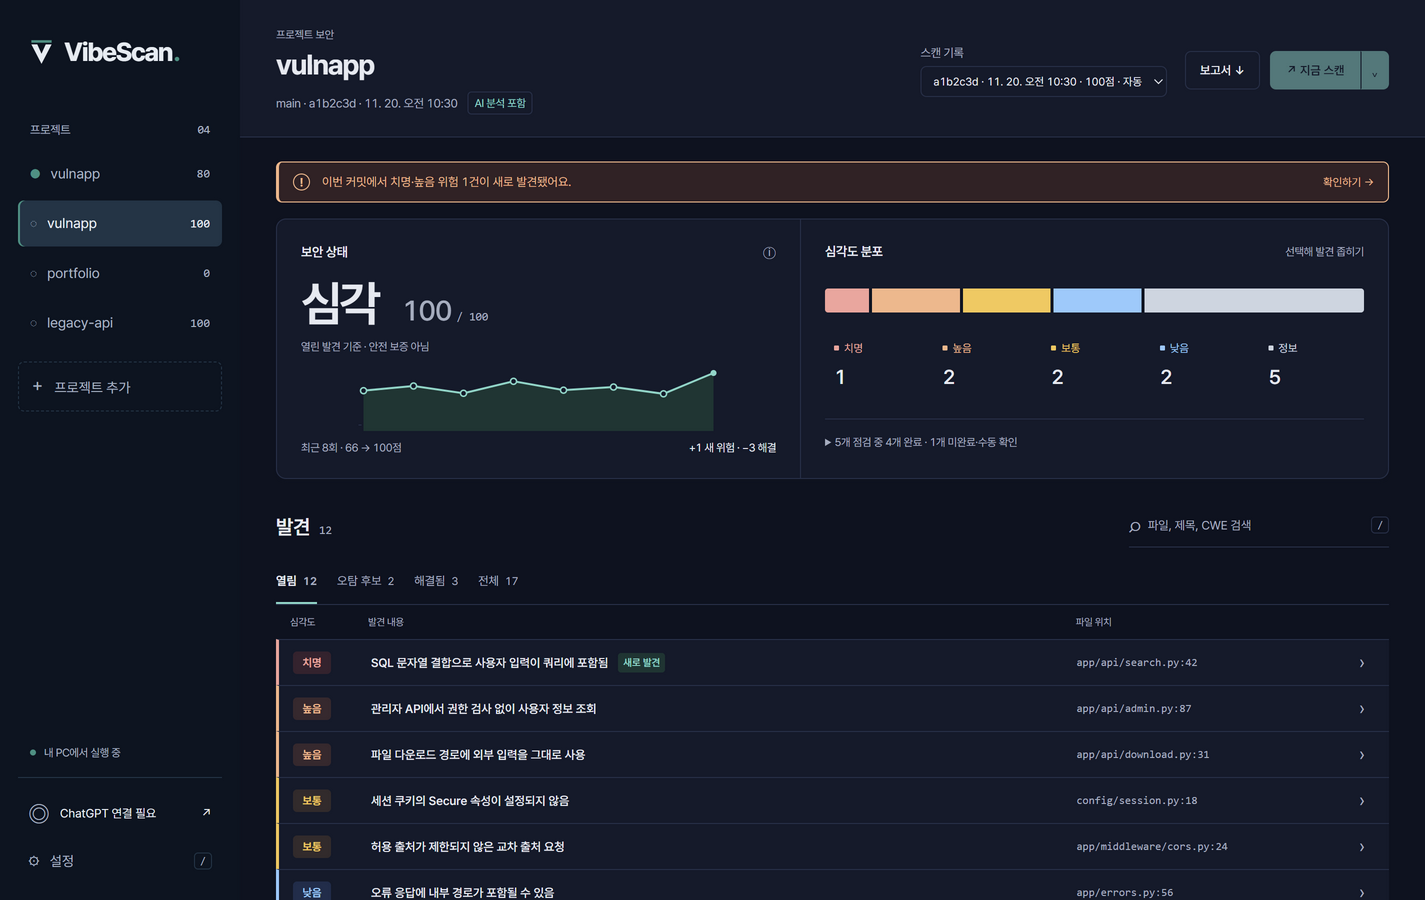 VibeScan.
프로젝트 04
vulnapp 80
vulnapp 100
portfolio 0
legacy-api 100
+ 프로젝트 추가
내 PC에서 실행 중
ChatGPT 연결 필요 ↗
설정 /
프로젝트 보안
vulnapp
main · a1b2c3d · 11. 20. 오전 10:30 AI 분석 포함
스캔 기록
a1b2c3d · 11. 20. 오전 10:30 · 100점 · 자동
보고서 ↓
↗ 지금 스캔
이번 커밋에서 치명·높음 위험 1건이 새로 발견됐어요.
확인하기 →
보안 상태
심각 100 / 100
열린 발견 기준 · 안전 보증 아님
최근 8회 · 66 → 100점
+1 새 위험 · −3 해결
심각도 분포
선택해 발견 좁히기
치명 높음 보통 낮음 정보
1 2 2 2 5
▶ 5개 점검 중 4개 완료 · 1개 미완료·수동 확인
발견 12
파일, 제목, CWE 검색 /
열림 12 오탐 후보 2 해결됨 3 전체 17
심각도 발견 내용 파일 위치
치명 SQL 문자열 결합으로 사용자 입력이 쿼리에 포함됨 새로 발견 app/api/search.py:42
높음 관리자 API에서 권한 검사 없이 사용자 정보 조회 app/api/admin.py:87
높음 파일 다운로드 경로에 외부 입력을 그대로 사용 app/api/download.py:31
보통 세션 쿠키의 Secure 속성이 설정되지 않음 config/session.py:18
보통 허용 출처가 제한되지 않은 교차 출처 요청 app/middleware/cors.py:24
낮음 오류 응답에 내부 경로가 포함될 수 있음 app/errors.py:56